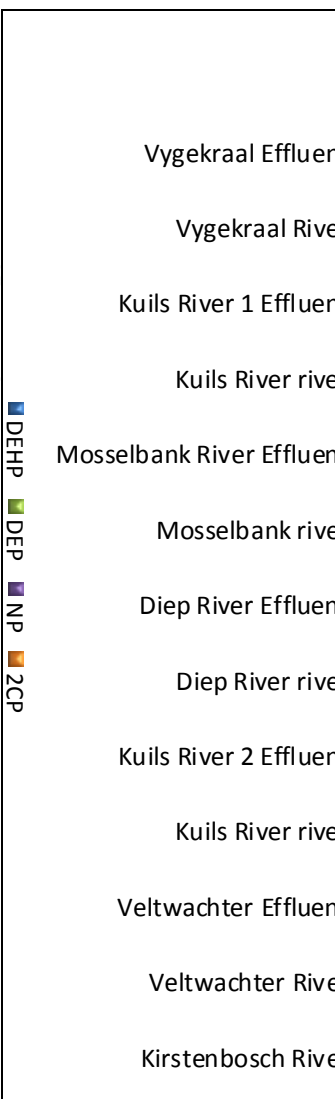 Vygekraal Effluen
Vygekraal Rive
Kuils River 1 Effluen
Kuils River rive
Mosselbank River Effluen
Mosselbank rive
Diep River Effluen
Diep River rive
Kuils River 2 Effluen
Kuils River rive
Veltwachter Effluen
Veltwachter Rive
Kirstenbosch Rive
DEHP DEP NP 2CP